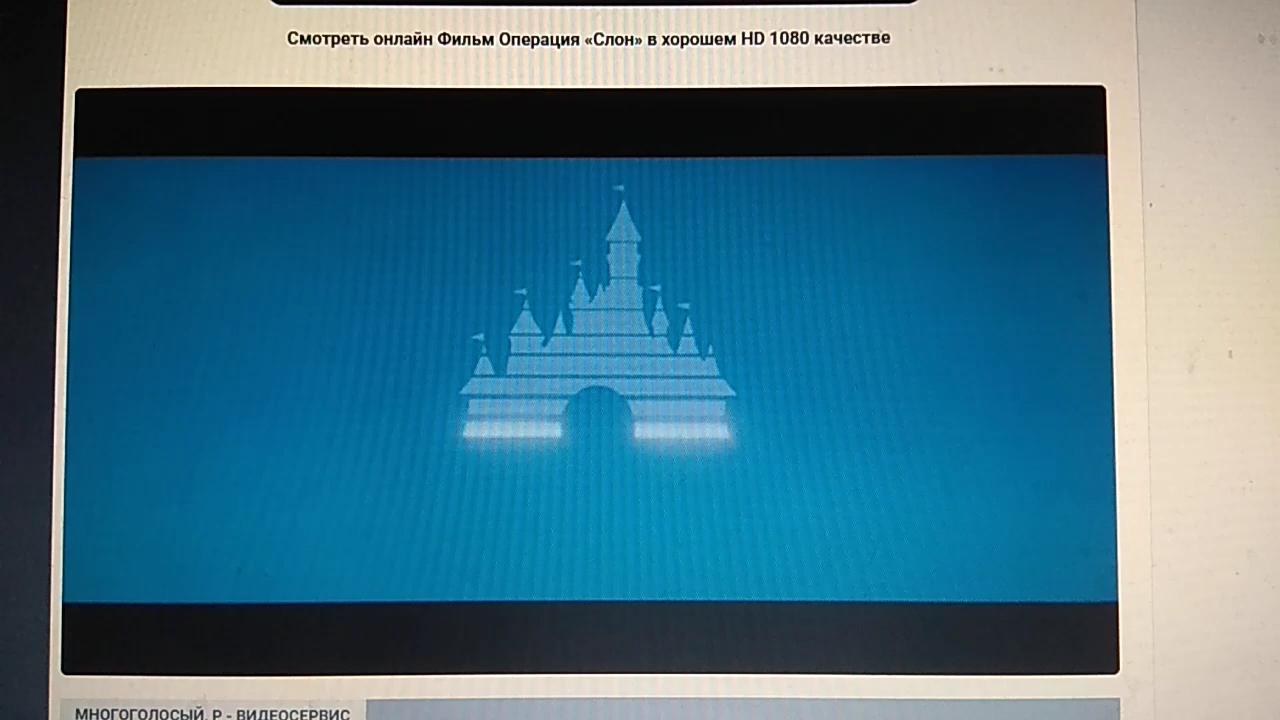 Смотреть онлайн Фильм Операция «Слон» в хорошем HD 1080 качестве
МНОГОГОЛОСЫЙ, Р - ВИДЕОСЕРВИС